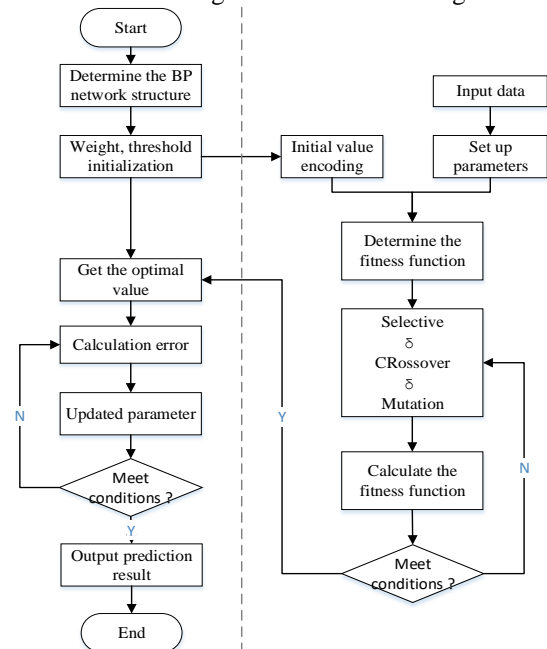 Start
Determine the BP
network structure
Weight, threshold
initialization
Get the optimal
value
Calculation error
Updated parameter
N
Meet
conditions ?
Y
Output prediction
result
End
Input data
Initial value
encoding
Set up
parameters
Determine the
fitness function
Selective
δ
CRossover
δ
Mutation
Y
N
Calculate the
fitness function
Meet
conditions ?